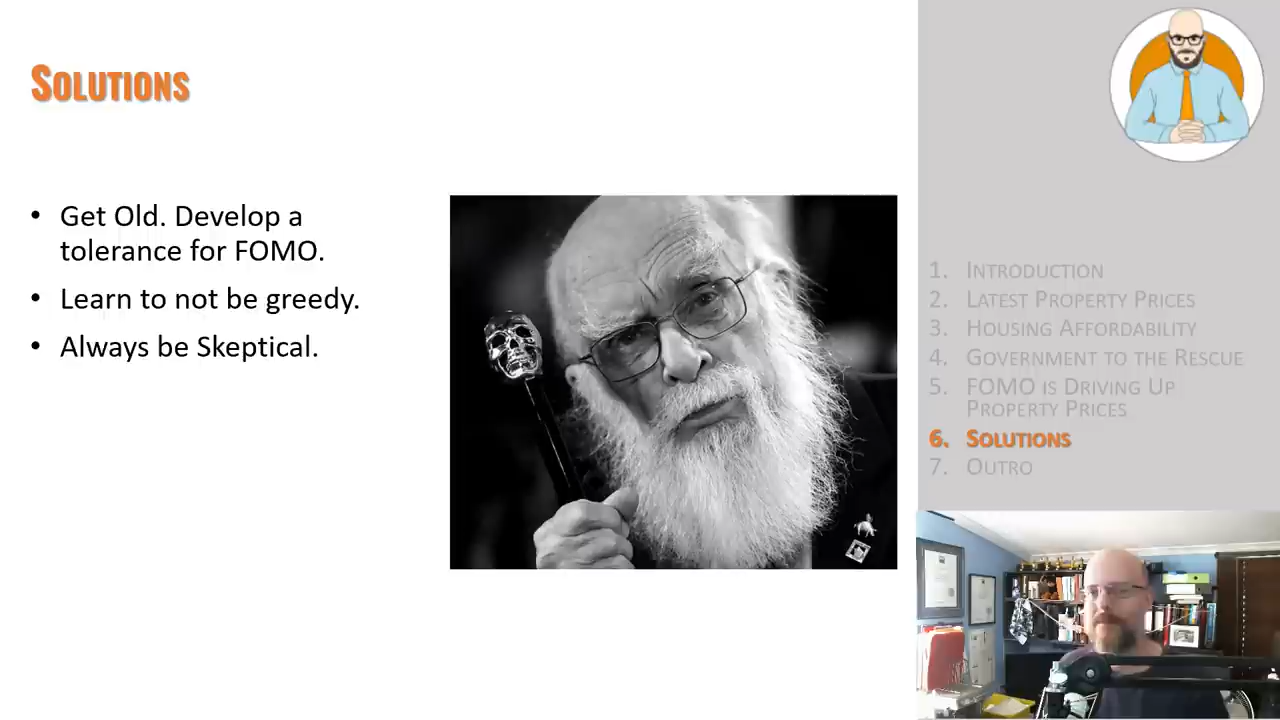 Solutions
• Get Old. Develop a
tolerance for FOMO.
• Learn to not be greedy.
• Always be Skeptical.
1. Introduction
2. Latest Property Prices
3. Housing Affordability
4. Government to the Rescue
5. FOMO is Driving Up
Property Prices
6. Solutions
7. Outro